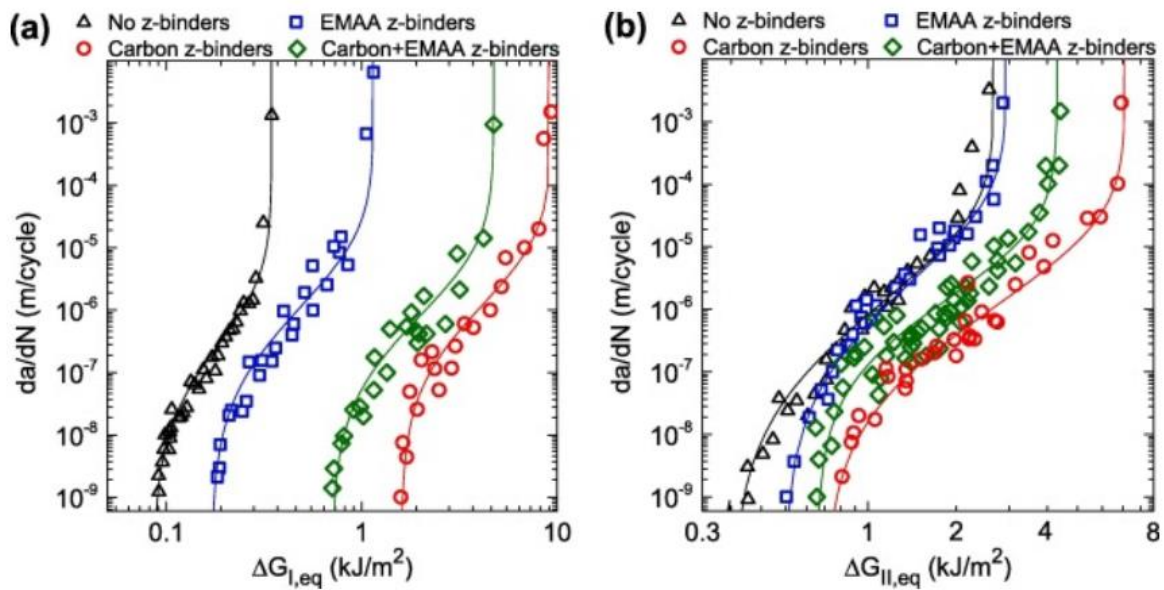 (a)
No z-binders
EMAA z-binders
Carbon z-binders
Carbon+EMAA z-binders
da/dN (m/cycle)
10⁻³
10⁻⁴
10⁻⁵
10⁻⁶
10⁻⁷
10⁻⁸
10⁻⁹
0.1
1
10
ΔG_I,eq (kJ/m²)
(b)
No z-binders
EMAA z-binders
Carbon z-binders
Carbon+EMAA z-binders
da/dN (m/cycle)
10⁻³
10⁻⁴
10⁻⁵
10⁻⁶
10⁻⁷
10⁻⁸
10⁻⁹
0.3
1
2
4
8
ΔG_II,eq (kJ/m²)